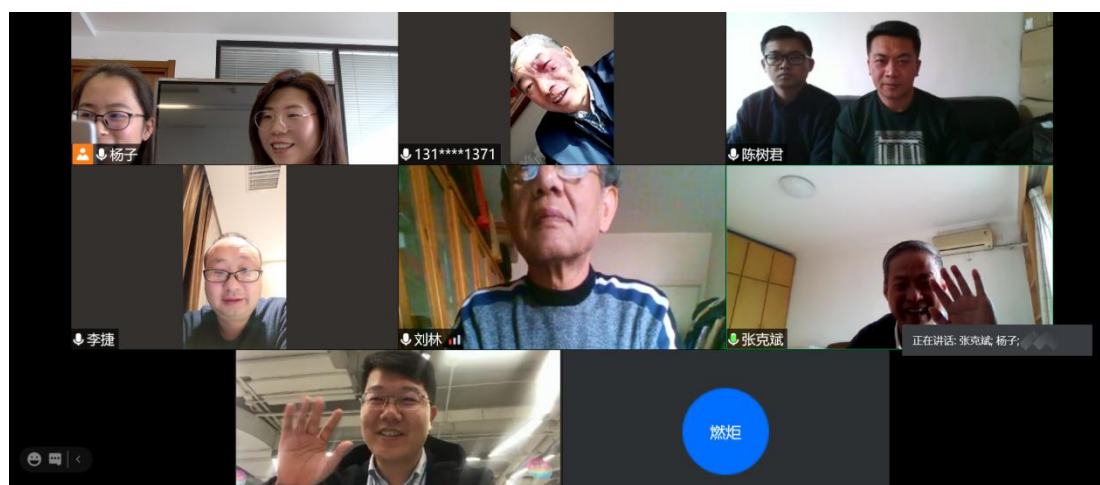 杨子
131****1371
陈树君
李捷
刘林
张克斌
正在讲话: 张克斌; 杨子;
燃炬